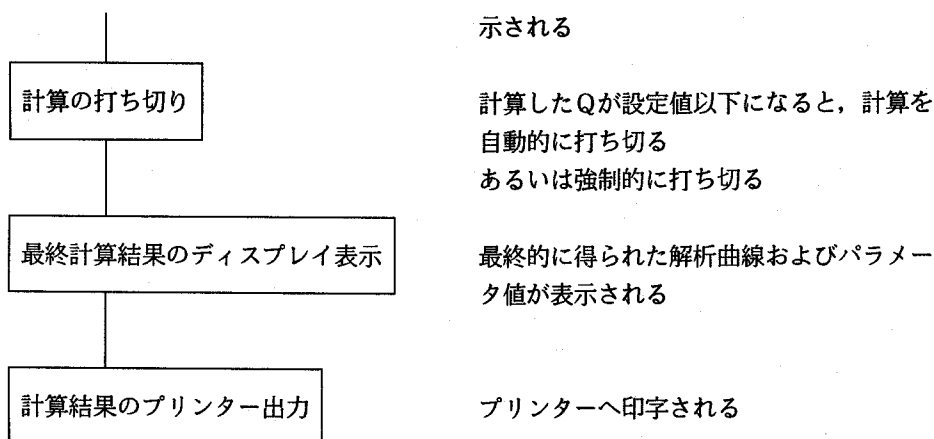 示される
計算の打ち切り
計算したQが設定値以下になると，計算を
自動的に打ち切る
あるいは強制的に打ち切る
最終計算結果のディスプレイ表示
最終的に得られた解析曲線およびパラメー
タ値が表示される
計算結果のプリンター出力
プリンターへ印字される